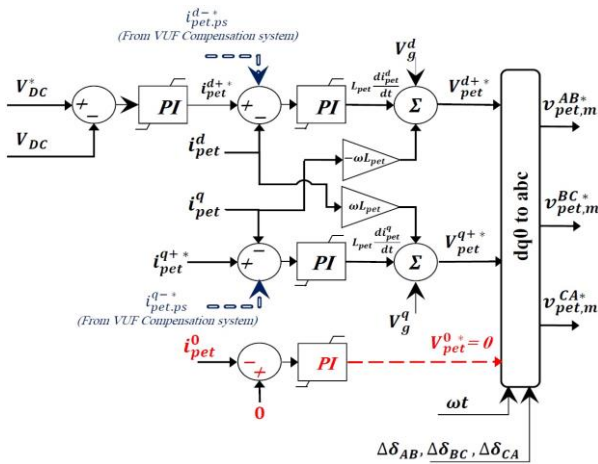 i_{pet.ps}^{d-*}
(From VUF Compensation system)
V_g^d
V_{DC}^*
+
−
PI
i_{pet}^{d+*}
+
−
PI
L_{pet} \frac{di_{pet}^d}{dt}
Σ
V_{pet}^{d+*}
V_{DC}
i_{pet}^d
-ωL_{pet}
i_{pet}^q
ωL_{pet}
i_{pet}^{q+*}
+
−
PI
L_{pet} \frac{di_{pet}^q}{dt}
Σ
V_{pet}^{q+*}
i_{pet.ps}^{q-*}
(From VUF Compensation system)
V_g^q
i_{pet}^0
−
+
PI
V_{pet}^{0 *} = 0
0
dq0 to abc
v_{pet,m}^{AB*}
v_{pet,m}^{BC*}
v_{pet,m}^{CA*}
ωt
Δδ_{AB}, Δδ_{BC}, Δδ_{CA}